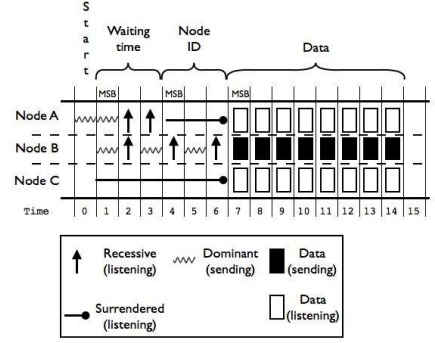 Start
Waiting time
Node ID
Data
MSB MSB MSB
Node A
Node B
Node C
Time 0 1 2 3 4 5 6 7 8 9 10 11 12 13 14 15
Recessive (listening)
Dominant (sending)
Data (sending)
Surrendered (listening)
Data (listening)